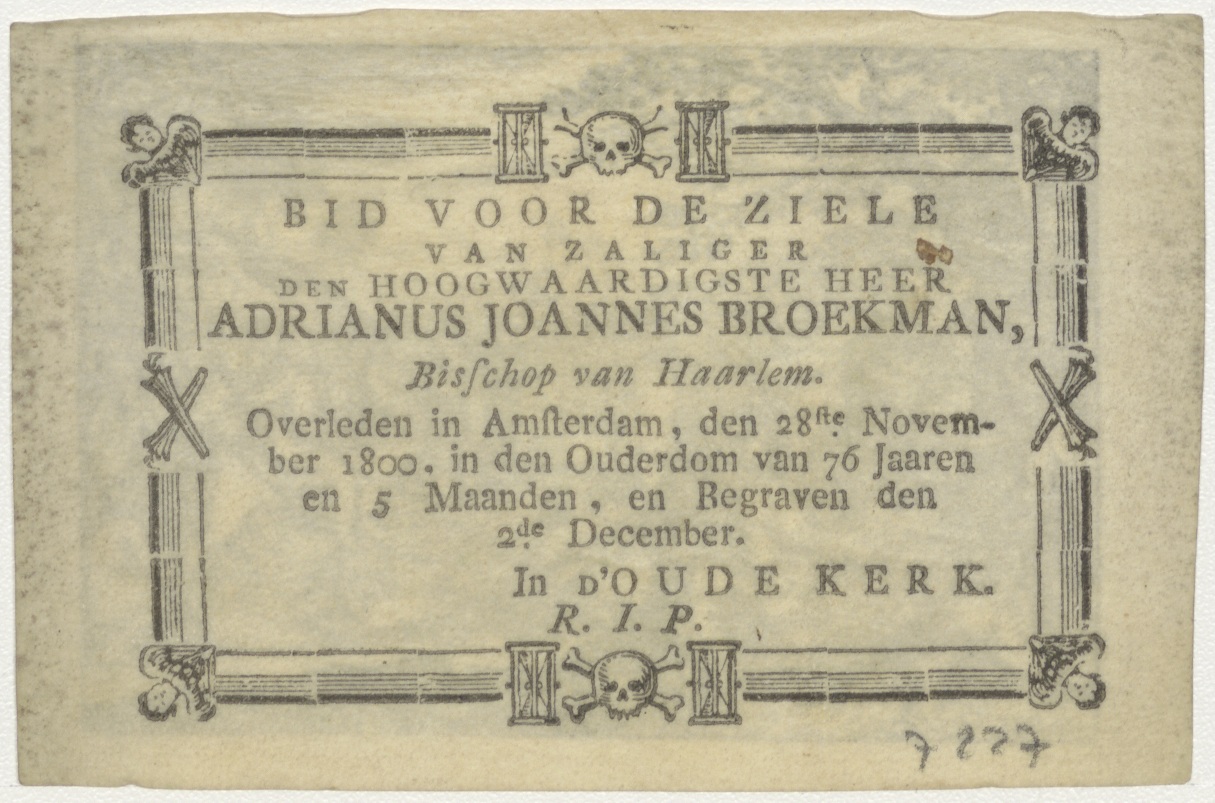 BID VOOR DE ZIELE
VAN ZALIGER
DEN HOOGWAARDIGSTE HEER
ADRIANUS JOANNES BROEKMAN,
Bisſchop van Haarlem.
Overleden in Amſterdam, den 28ſte. Novem-
ber 1800. in den Ouderdom van 76 Jaaren
en 5 Maanden, en Begraven den
2de. December.
In D'OUDE KERK.
R. I. P.
7227